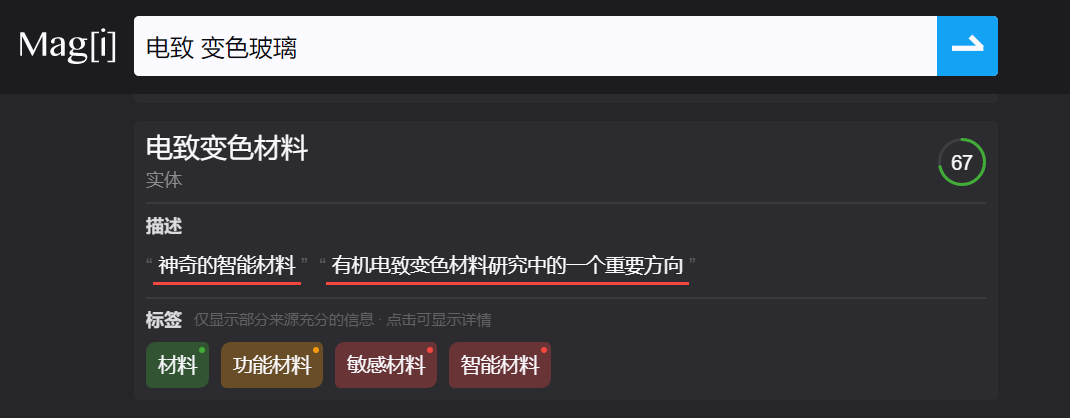 Mag[i] 电致 变色玻璃
电致变色材料
67
实体
描述
“ 神奇的智能材料 ” “ 有机电致变色材料研究中的一个重要方向 ”
标签 仅显示部分来源充分的信息 · 点击可显示详情
材料 功能材料 敏感材料 智能材料